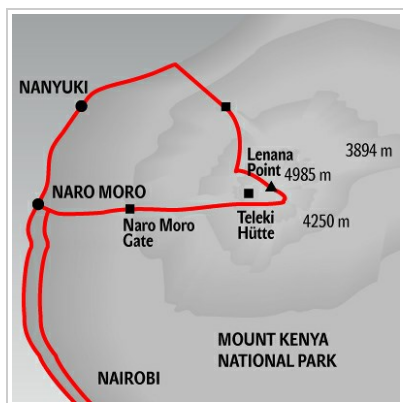 NANYUKI
Lenana
Point
3894 m
4985 m
NARO MORO
Naro Moro
Gate
Teleki
Hütte
4250 m
MOUNT KENYA
NATIONAL PARK
NAIROBI